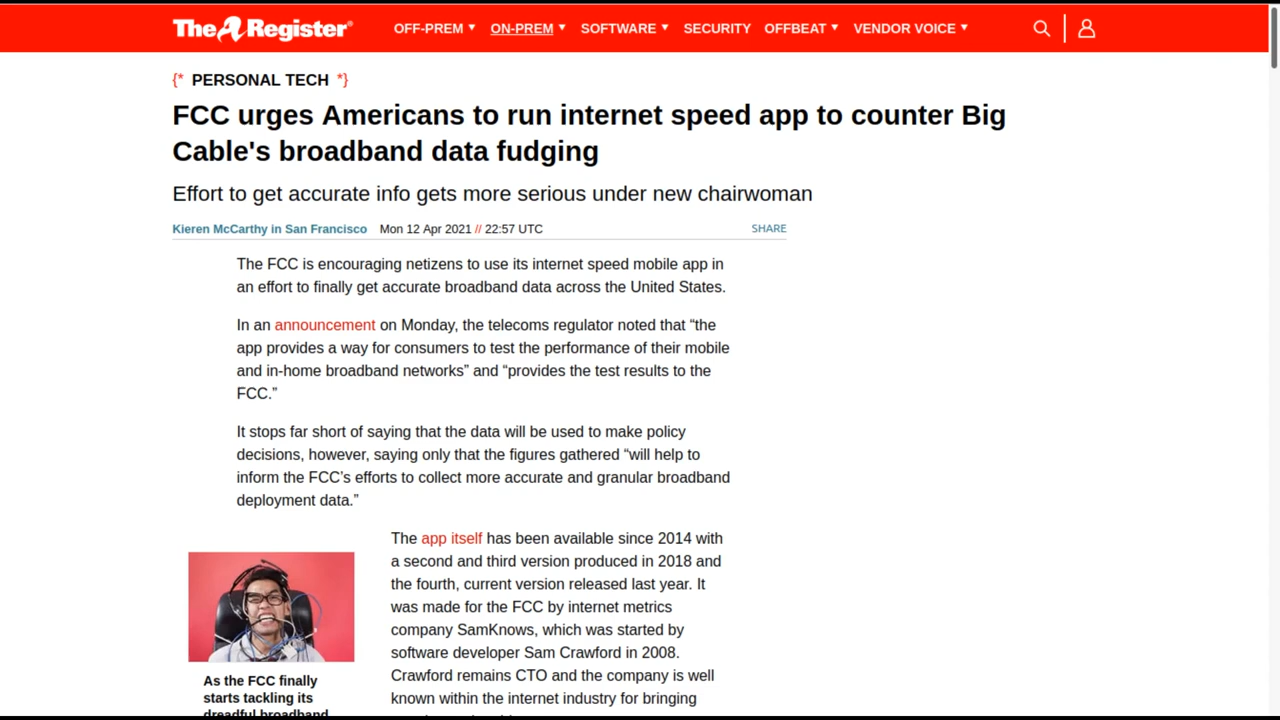 The Register®
OFF-PREM ▼ ON-PREM ▼ SOFTWARE ▼ SECURITY OFFBEAT ▼ VENDOR VOICE ▼
{* PERSONAL TECH *}
FCC urges Americans to run internet speed app to counter Big
Cable's broadband data fudging
Effort to get accurate info gets more serious under new chairwoman
Kieren McCarthy in San Francisco Mon 12 Apr 2021 // 22:57 UTC SHARE
The FCC is encouraging netizens to use its internet speed mobile app in
an effort to finally get accurate broadband data across the United States.
In an announcement on Monday, the telecoms regulator noted that “the
app provides a way for consumers to test the performance of their mobile
and in-home broadband networks” and “provides the test results to the
FCC.”
It stops far short of saying that the data will be used to make policy
decisions, however, saying only that the figures gathered “will help to
inform the FCC’s efforts to collect more accurate and granular broadband
deployment data.”
The app itself has been available since 2014 with
a second and third version produced in 2018 and
the fourth, current version released last year. It
was made for the FCC by internet metrics
company SamKnows, which was started by
software developer Sam Crawford in 2008.
Crawford remains CTO and the company is well
known within the internet industry for bringing
As the FCC finally
starts tackling its
dreadful broadband